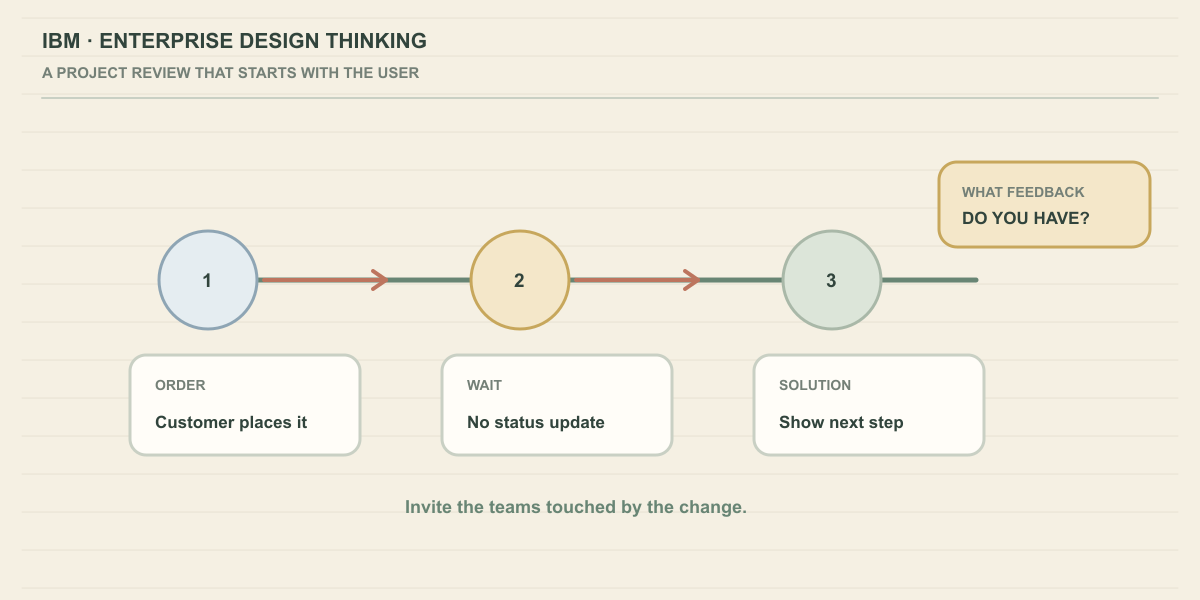 IBM · ENTERPRISE DESIGN THINKING
A PROJECT REVIEW THAT STARTS WITH THE USER
WHAT FEEDBACK
DO YOU HAVE?
1
2
3
ORDER
Customer places it
WAIT
No status update
SOLUTION
Show next step
Invite the teams touched by the change.